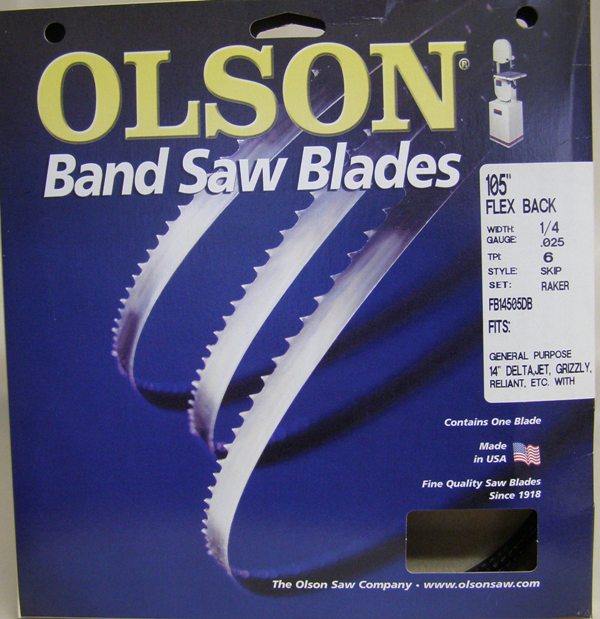 OLSON®
Band Saw Blades
105"
FLEX BACK
WIDTH: 1/4
GAUGE: .025
TPI: 6
STYLE: SKIP
SET: RAKER
FB14505DB
FITS:
GENERAL PURPOSE
14" DELTA,JET, GRIZZLY,
RELIANT, ETC. WITH
Contains One Blade
Made
in USA
Fine Quality Saw Blades
Since 1918
The Olson Saw Company • www.olsonsaw.com